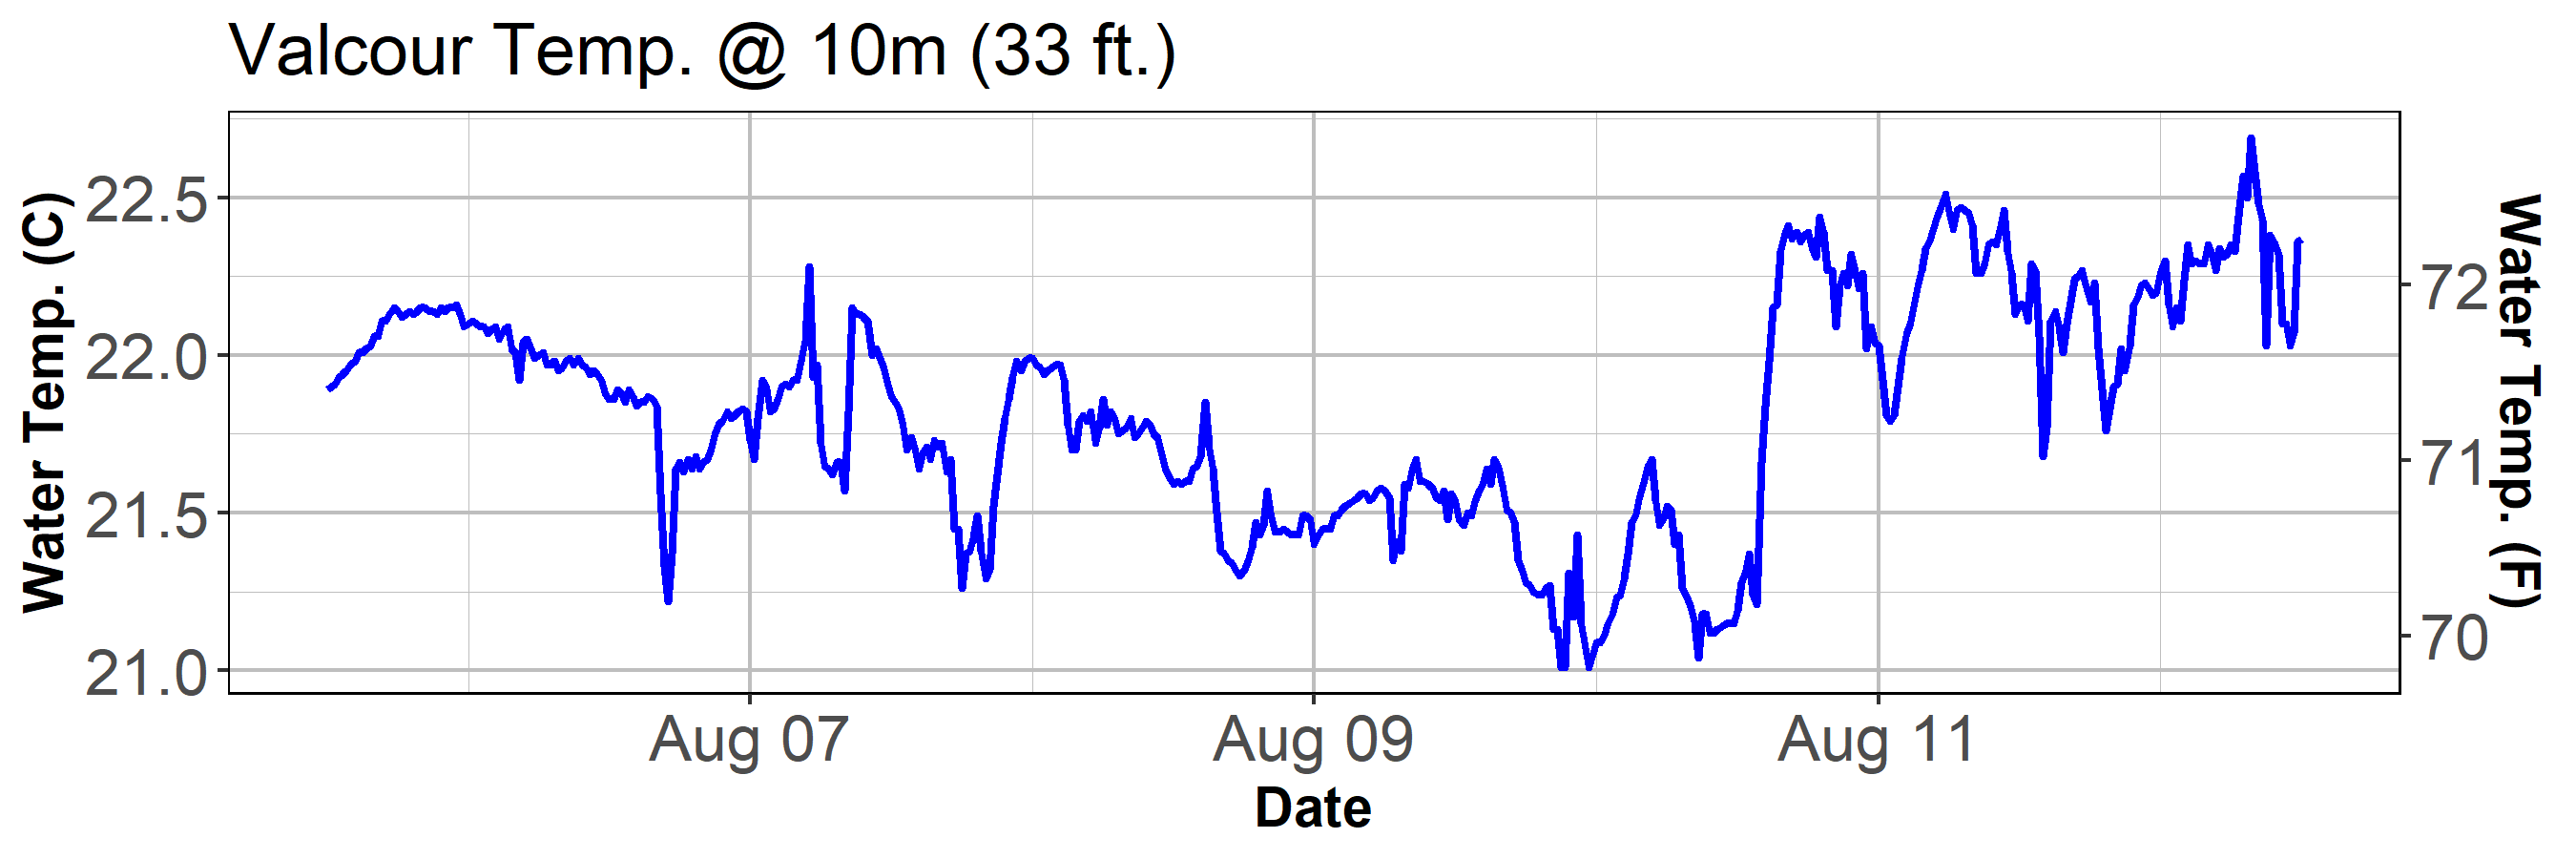 Valcour Temp. @ 10m (33 ft.)
Water Temp. (C)
22.5
22.0
21.5
21.0
72
71
70
Water Temp. (F)
Aug 07 Aug 09 Aug 11
Date